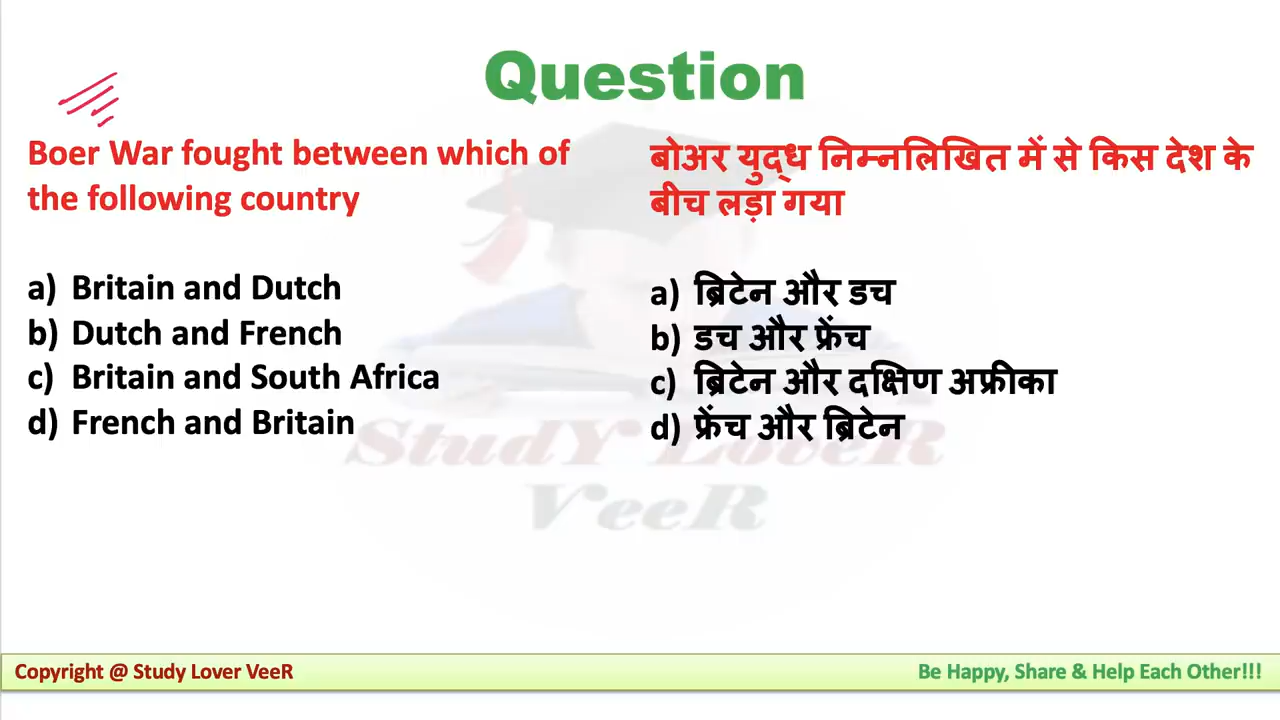 Question
Boer War fought between which of
the following country
a) Britain and Dutch
b) Dutch and French
c) Britain and South Africa
d) French and Britain
बोअर युद्ध निम्नलिखित में से किस देश के
बीच लड़ा गया
a) ब्रिटेन और डच
b) डच और फ्रेंच
c) ब्रिटेन और दक्षिण अफ्रीका
d) फ्रेंच और ब्रिटेन
StudY LoveR
VeeR
Copyright @ Study Lover VeeR
Be Happy, Share & Help Each Other!!!